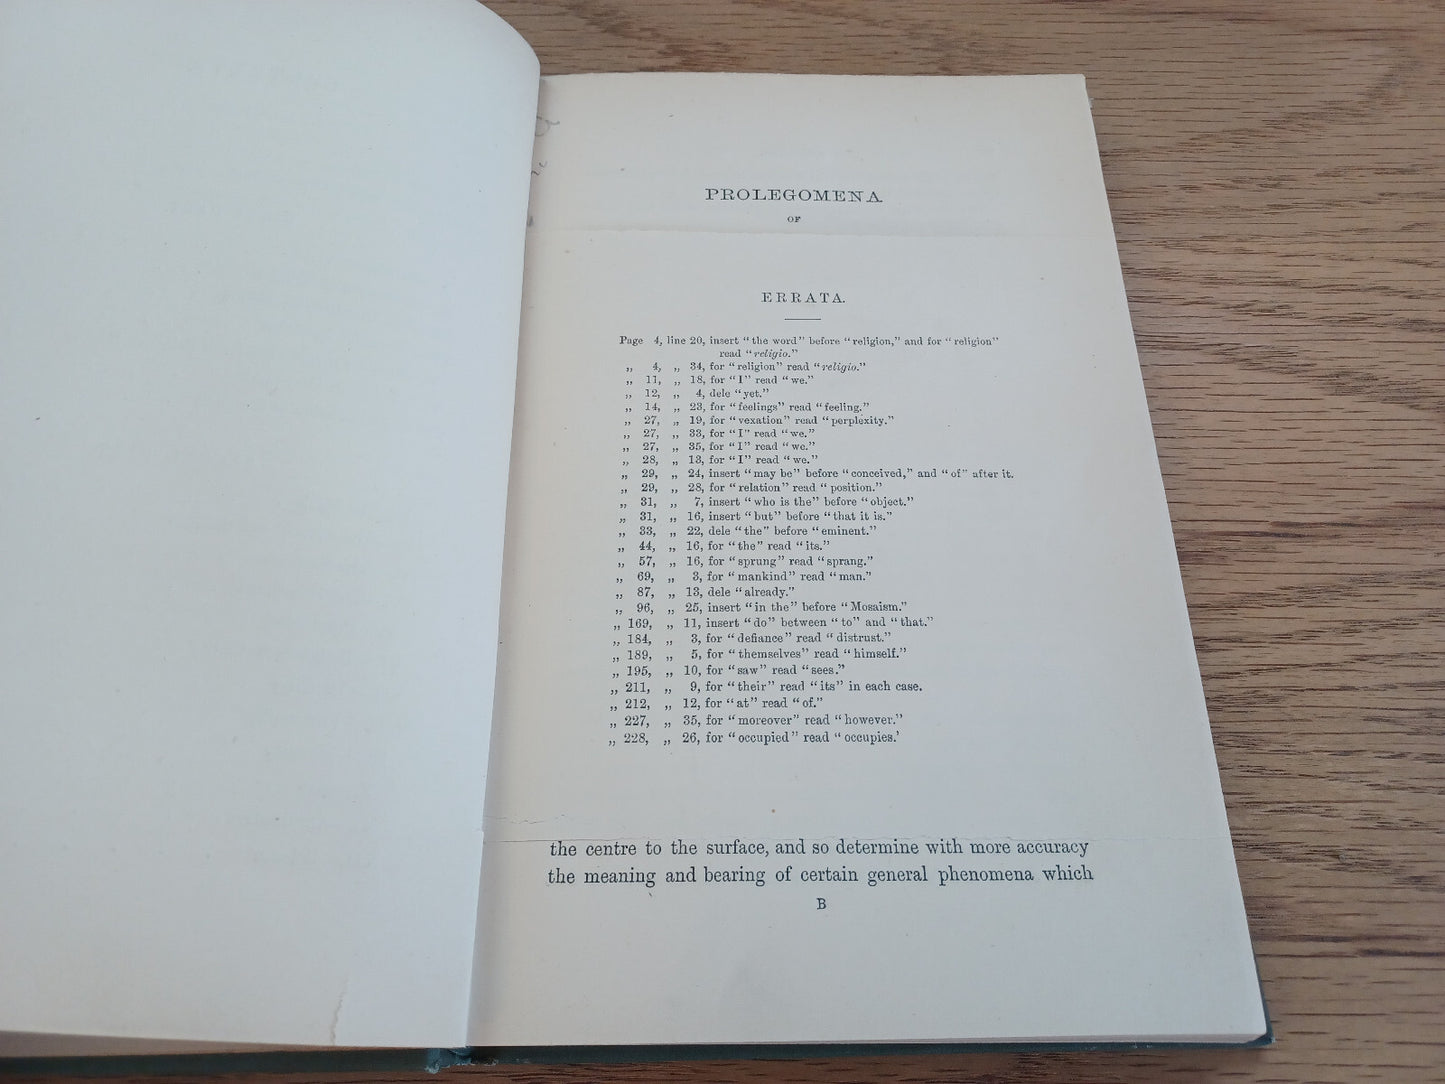 PROLEGOMENA
OF
ERRATA.
Page 4, line 20, insert “the word” before “religion,” and for “religion”
read “religio.”
„ 4, „ 34, for “religion” read “religio.”
„ 11, „ 18, for “I” read “we.”
„ 12, „ 4, dele “yet.”
„ 14, „ 23, for “feelings” read “feeling.”
„ 27, „ 19, for “vexation” read “perplexity.”
„ 27, „ 33, for “I” read “we.”
„ 27, „ 35, for “I” read “we.”
„ 28, „ 13, for “I” read “we.”
„ 29, „ 24, insert “may be” before “conceived,” and “of” after it.
„ 29, „ 28, for “relation” read “position.”
„ 31, „ 7, insert “who is the” before “object.”
„ 31, „ 16, insert “but” before “that it is.”
„ 33, „ 22, dele “the” before “eminent.”
„ 44, „ 16, for “the” read “its.”
„ 57, „ 16, for “sprung” read “sprang.”
„ 69, „ 3, for “mankind” read “man.”
„ 87, „ 13, dele “already.”
„ 96, „ 25, insert “in the” before “Mosaism.”
„ 169, „ 11, insert “do” between “to” and “that.”
„ 184, „ 3, for “defiance” read “distrust.”
„ 189, „ 5, for “themselves” read “himself.”
„ 195, „ 10, for “saw” read “sees.”
„ 211, „ 9, for “their” read “its” in each case.
„ 212, „ 12, for “at” read “of.”
„ 227, „ 35, for “moreover” read “however.”
„ 228, „ 26, for “occupied” read “occupies.’
the centre to the surface, and so determine with more accuracy
the meaning and bearing of certain general phenomena which
B